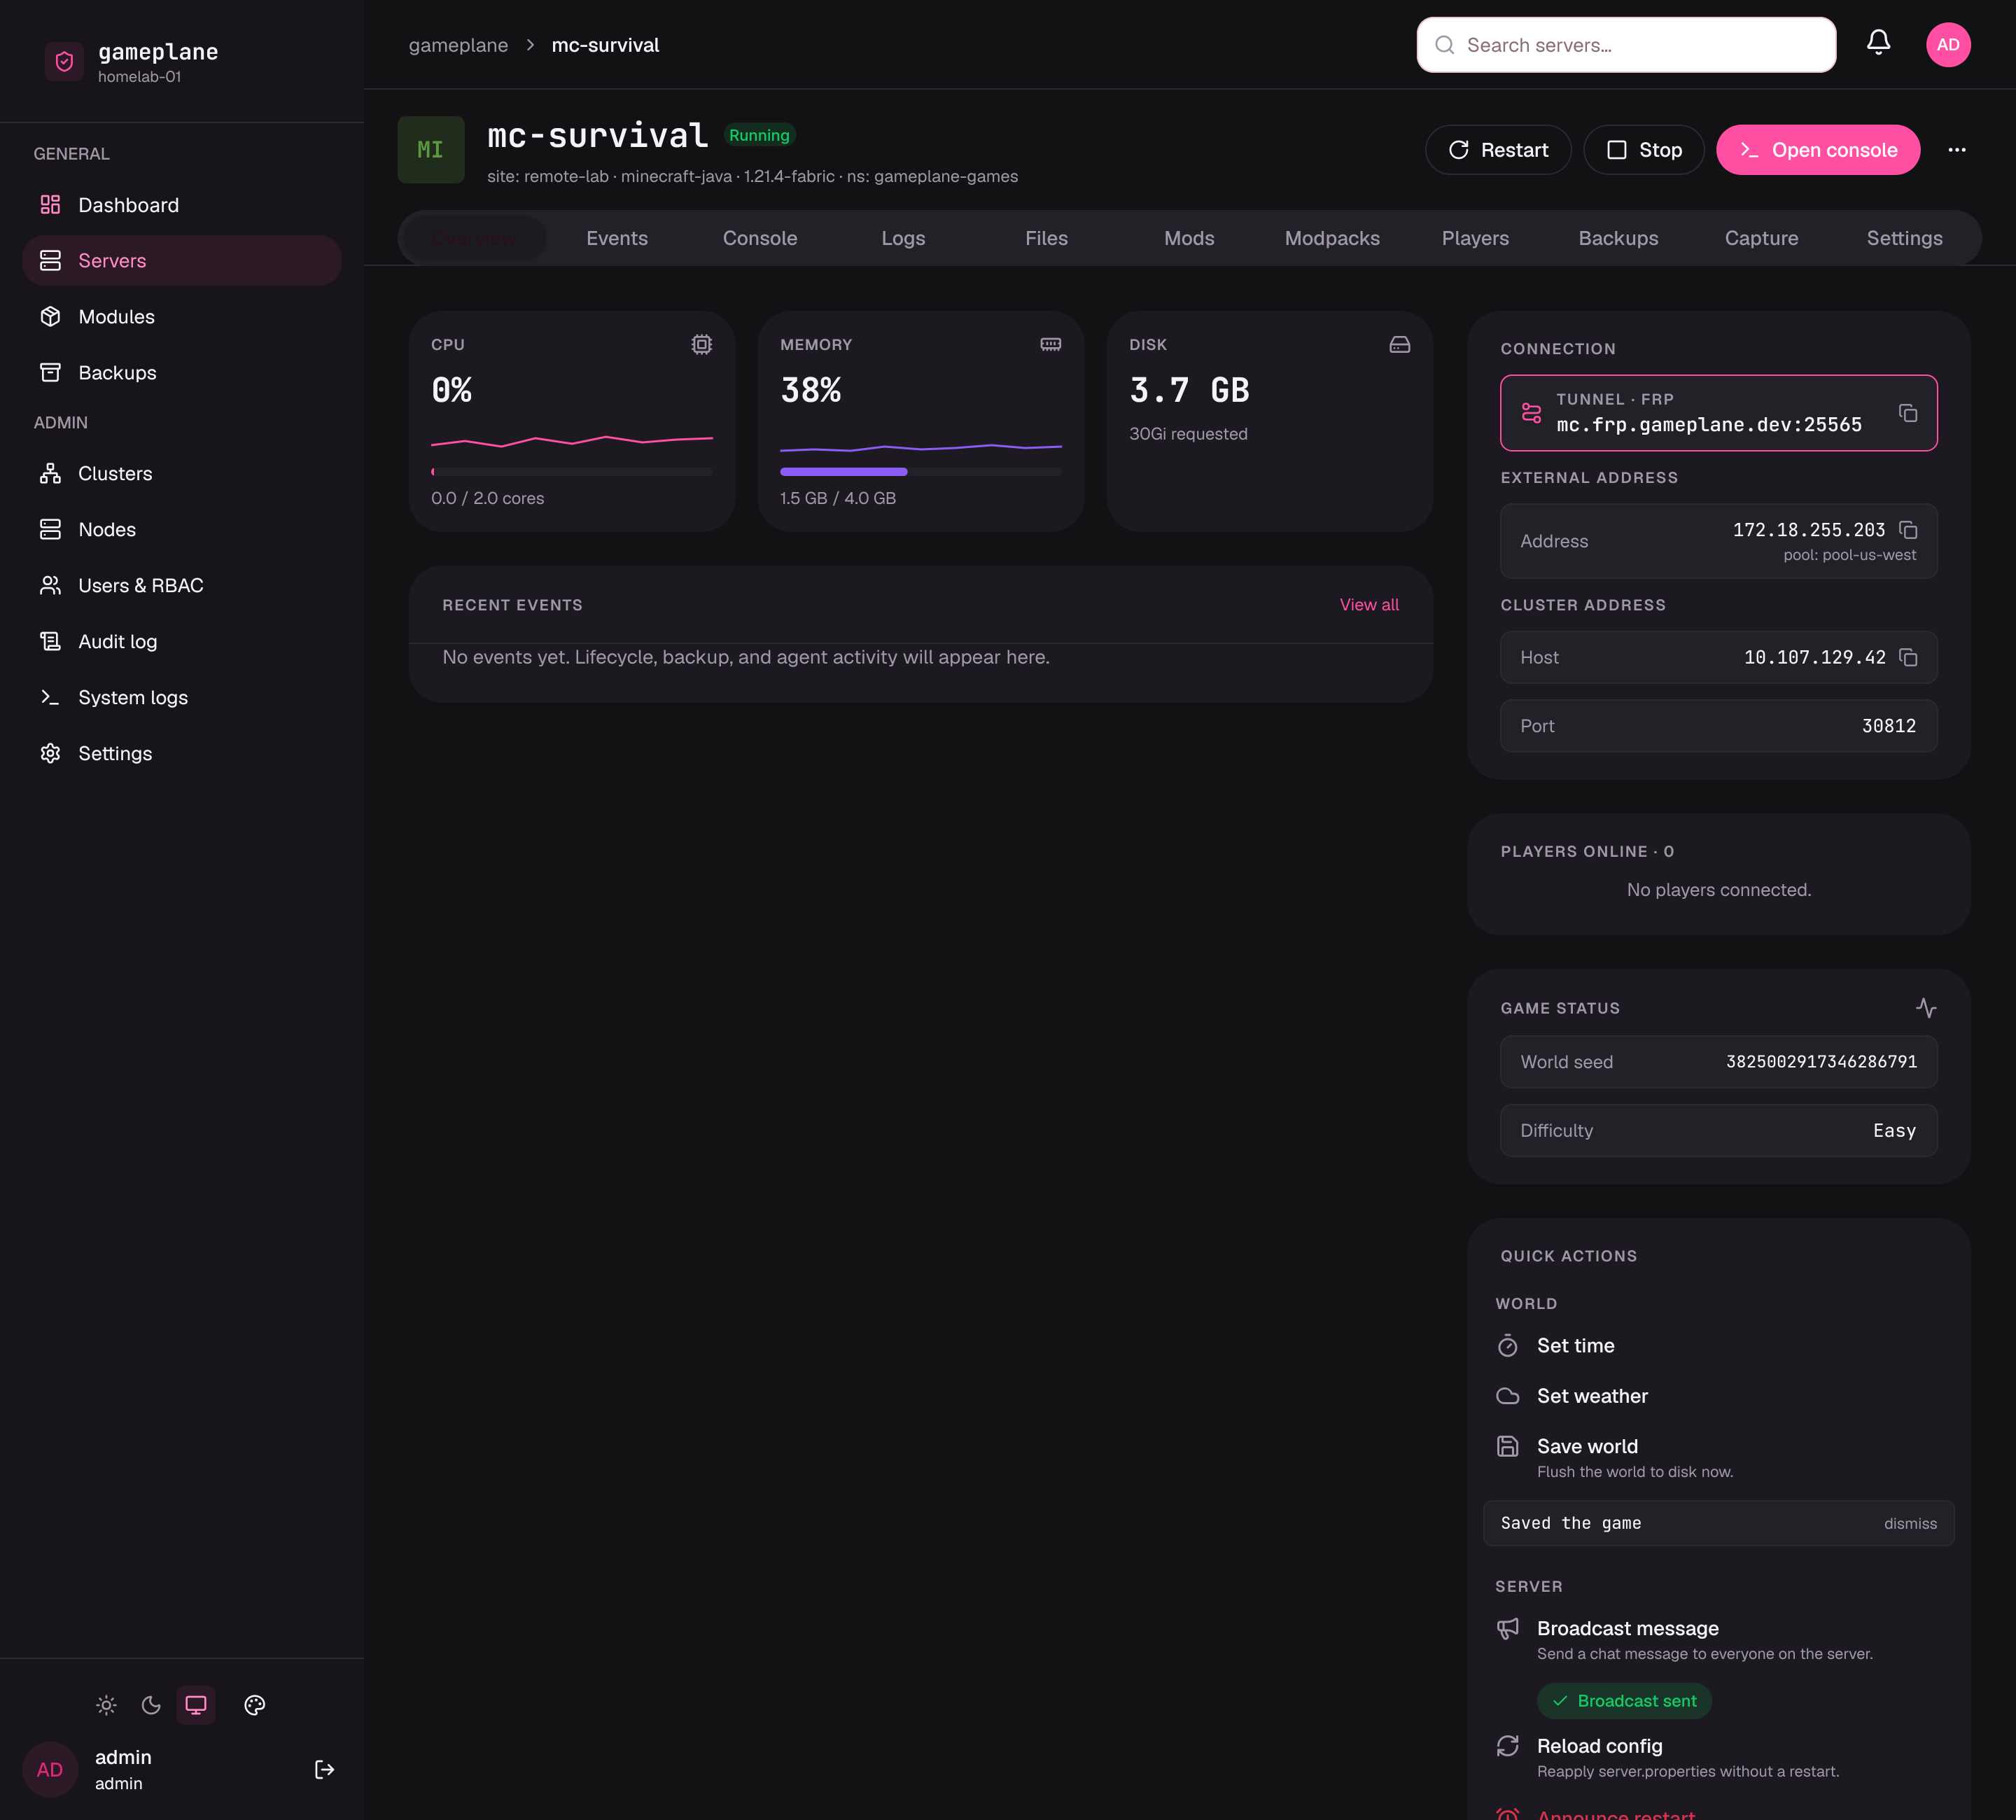 gameplane
homelab-01
GENERAL
Dashboard
Servers
Modules
Backups
ADMIN
Clusters
Nodes
Users & RBAC
Audit log
System logs
Settings
AD
admin
admin
gameplane > mc-survival
Search servers...
AD
MI
mc-survival
Running
site: remote-lab · minecraft-java · 1.21.4-fabric · ns: gameplane-games
Restart
Stop
Open console
Overview
Events
Console
Logs
Files
Mods
Modpacks
Players
Backups
Capture
Settings
CPU
0%
0.0 / 2.0 cores
MEMORY
38%
1.5 GB / 4.0 GB
DISK
3.7 GB
30Gi requested
RECENT EVENTS
View all
No events yet. Lifecycle, backup, and agent activity will appear here.
CONNECTION
TUNNEL · FRP
mc.frp.gameplane.dev:25565
EXTERNAL ADDRESS
Address
172.18.255.203
pool: pool-us-west
CLUSTER ADDRESS
Host
10.107.129.42
Port
30812
PLAYERS ONLINE · 0
No players connected.
GAME STATUS
World seed
3825002917346286791
Difficulty
Easy
QUICK ACTIONS
WORLD
Set time
Set weather
Save world
Flush the world to disk now.
Saved the game
dismiss
SERVER
Broadcast message
Send a chat message to everyone on the server.
Broadcast sent
Reload config
Reapply server.properties without a restart.
Announce restart